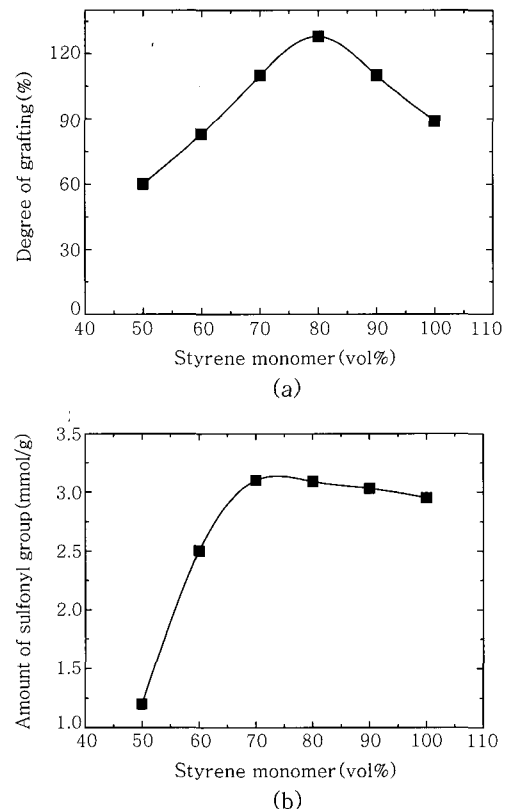 120
90
60
30
0
Degree of grafting(%)
40 50 60 70 80 90 100 110
Styrene monomer(vol%)
(a)
3.5
3.0
2.5
2.0
1.5
1.0
Amount of sulfonyl group(mmol/g)
40 50 60 70 80 90 100 110
Styrene monomer(vol%)
(b)